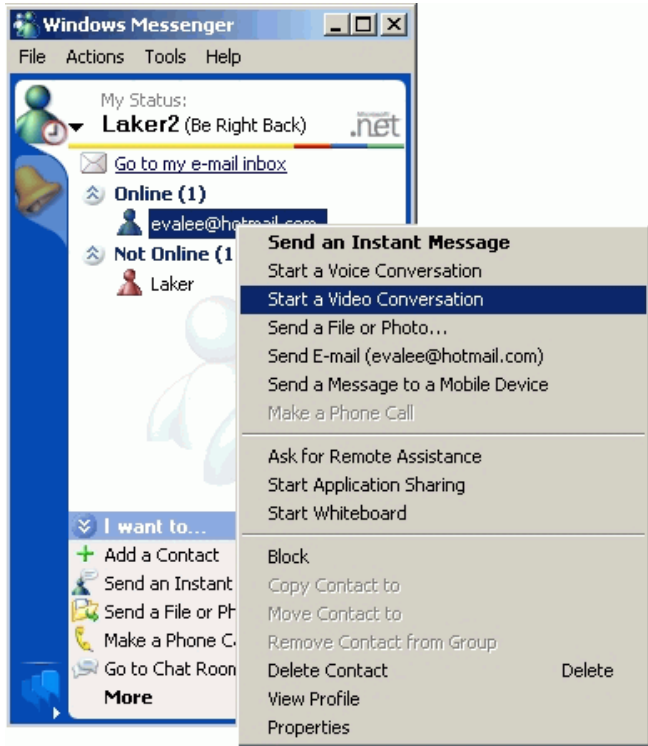 Windows Messenger
File Actions Tools Help
My Status:
Laker2 (Be Right Back)
Microsoft
.net
Go to my e-mail inbox
Online (1)
evalee@hotmail.com
Not Online (1
Laker
Send an Instant Message
Start a Voice Conversation
Start a Video Conversation
Send a File or Photo...
Send E-mail (evalee@hotmail.com)
Send a Message to a Mobile Device
Make a Phone Call
Ask for Remote Assistance
Start Application Sharing
Start Whiteboard
Block
Copy Contact to
Move Contact to
Remove Contact from Group
Delete Contact Delete
View Profile
Properties
I want to...
Add a Contact
Send an Instant
Send a File or Ph
Make a Phone C
Go to Chat Room
More